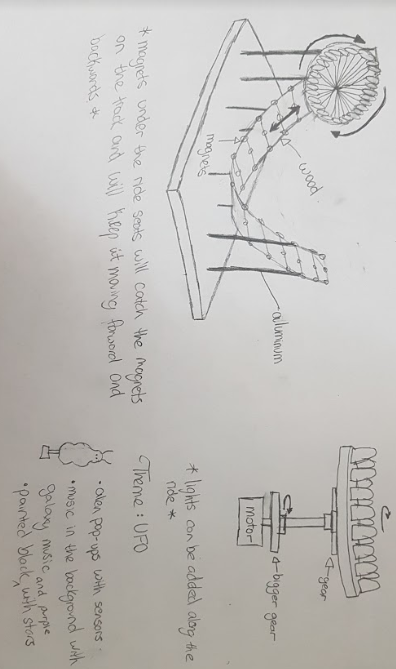 wood
magnets
aluminum
* magnets under the ride seats will catch the magnets
on the track and will keep it moving forward and
backwards *
gear
bigger gear
motor
* lights can be added along the
ride *
Theme: UFO
• alien pop-ups with sensors
• music in the background with
galaxy music
• painted black and purple with stars